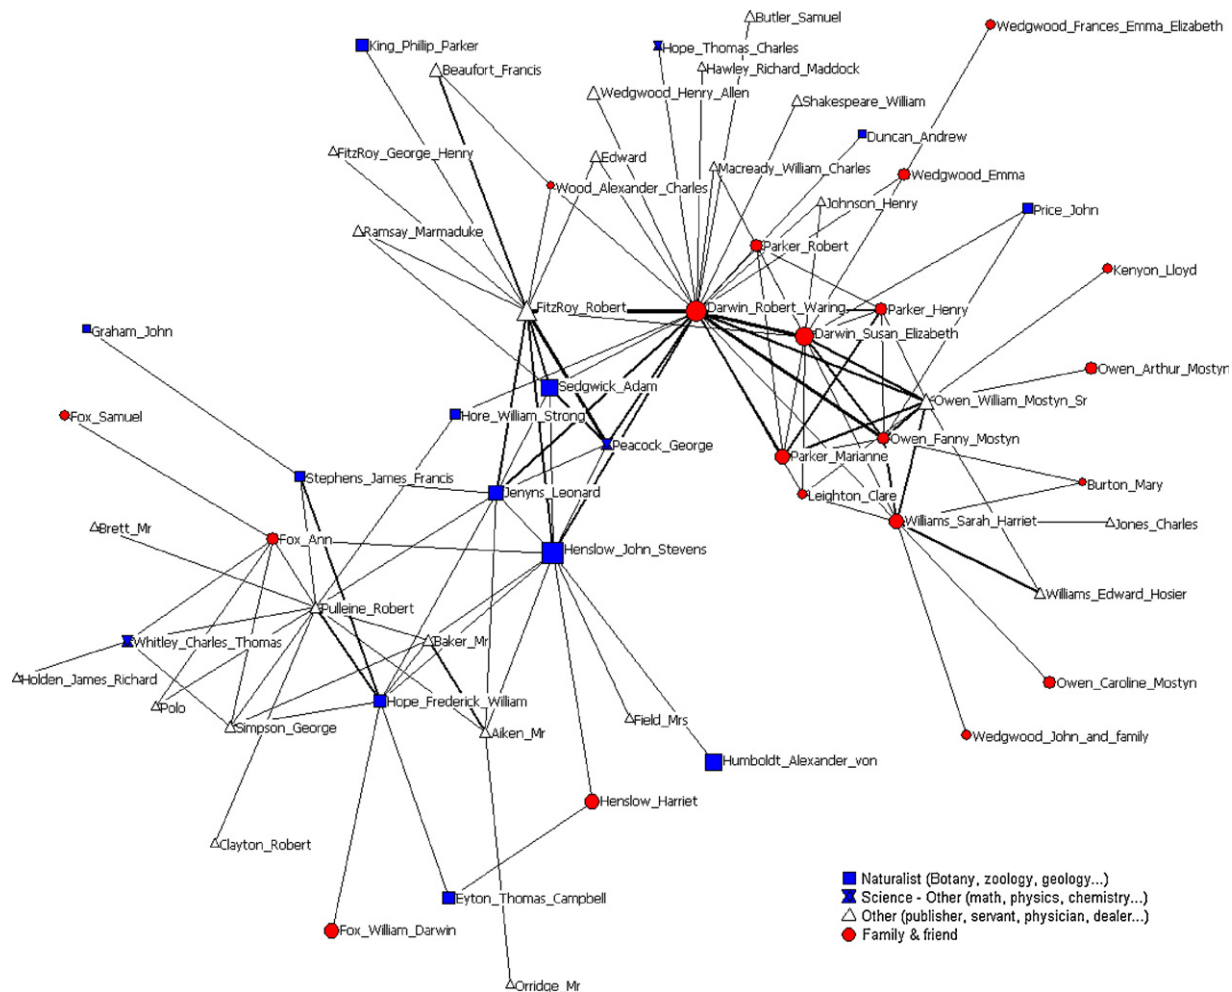 Butler_Samuel
Wedgwood_Frances_Emma_Elizabeth
King_Phillip_Parker
Hope_Thomas_Charles
Beaufort_Francis
Hawley_Richard_Maddock
Wedgwood_Henry_Allen
Shakespeare_William
Duncan_Andrew
FitzRoy_George_Henry
Edward
Macready_William_Charles
Wedgwood_Emma
Wood_Alexander_Charles
Johnson_Henry
Price_John
Ramsay_Marmaduke
Parker_Robert
Kenyon_Lloyd
FitzRoy_Robert
Darwin_Robert_Waring
Parker_Henry
Graham_John
Darwin_Susan_Elizabeth
Owen_Arthur_Mostyn
Sedgwick_Adam
Owen_William_Mostyn_Sr
Fox_Samuel
Hore_William_Strong
Owen_Fanny_Mostyn
Peacock_George
Parker_Marianne
Stephens_James_Francis
Burton_Mary
Jenyns_Leonard
Leighton_Clare
Williams_Sarah_Harriet
Jones_Charles
Brett_Mr
Fox_Ann
Henslow_John_Stevens
Williams_Edward_Hosier
Pulleine_Robert
Whitley_Charles_Thomas
Baker_Mr
Holden_James_Richard
Owen_Caroline_Mostyn
Polo
Hope_Frederick_William
Simpson_George
Field_Mrs
Aiken_Mr
Wedgwood_John_and_family
Humboldt_Alexander_von
Henslow_Harriet
Clayton_Robert
Naturalist (Botany, zoology, geology...)
Eyton_Thomas_Campbell
Science - Other (math, physics, chemistry...)
Other (publisher, servant, physician, dealer...)
Fox_William_Darwin
Family & friend
Orridge_Mr